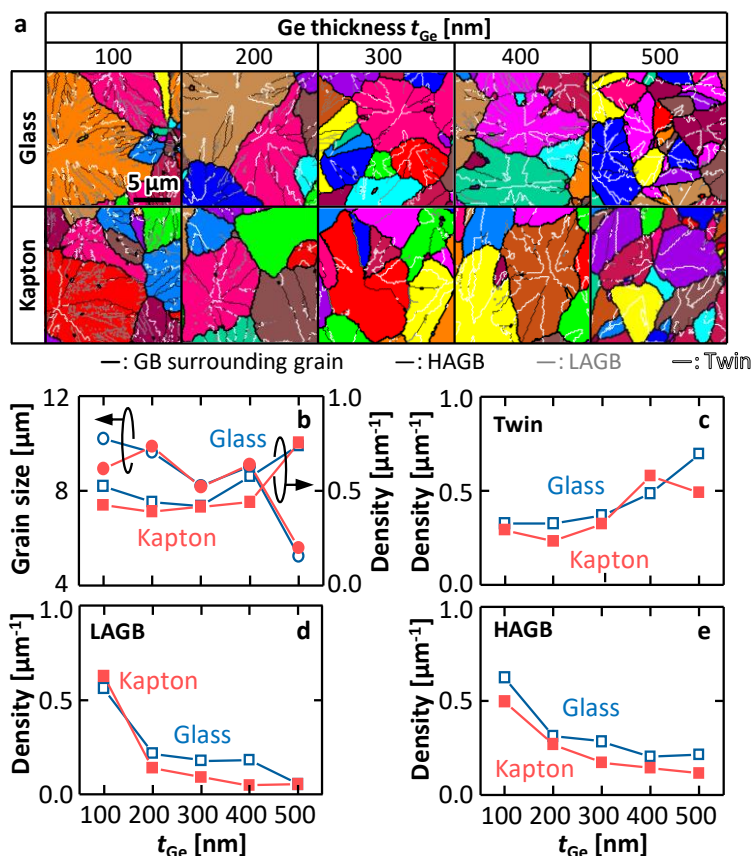 a
Ge thickness tGe [nm]
100 200 300 400 500
Glass
5 µm
Kapton
—: GB surrounding grain —: HAGB —: LAGB —: Twin
b
Grain size [µm]
12
8
4
Glass
Kapton
1.0
0.5
0.0
Density [µm-1]
c
Twin
Density [µm-1]
1.0
0.5
0.0
Glass
Kapton
d
LAGB
Density [µm-1]
1.0
0.5
0.0
Kapton
Glass
100 200 300 400 500
tGe [nm]
e
HAGB
Density [µm-1]
1.0
0.5
0.0
Glass
Kapton
100 200 300 400 500
tGe [nm]